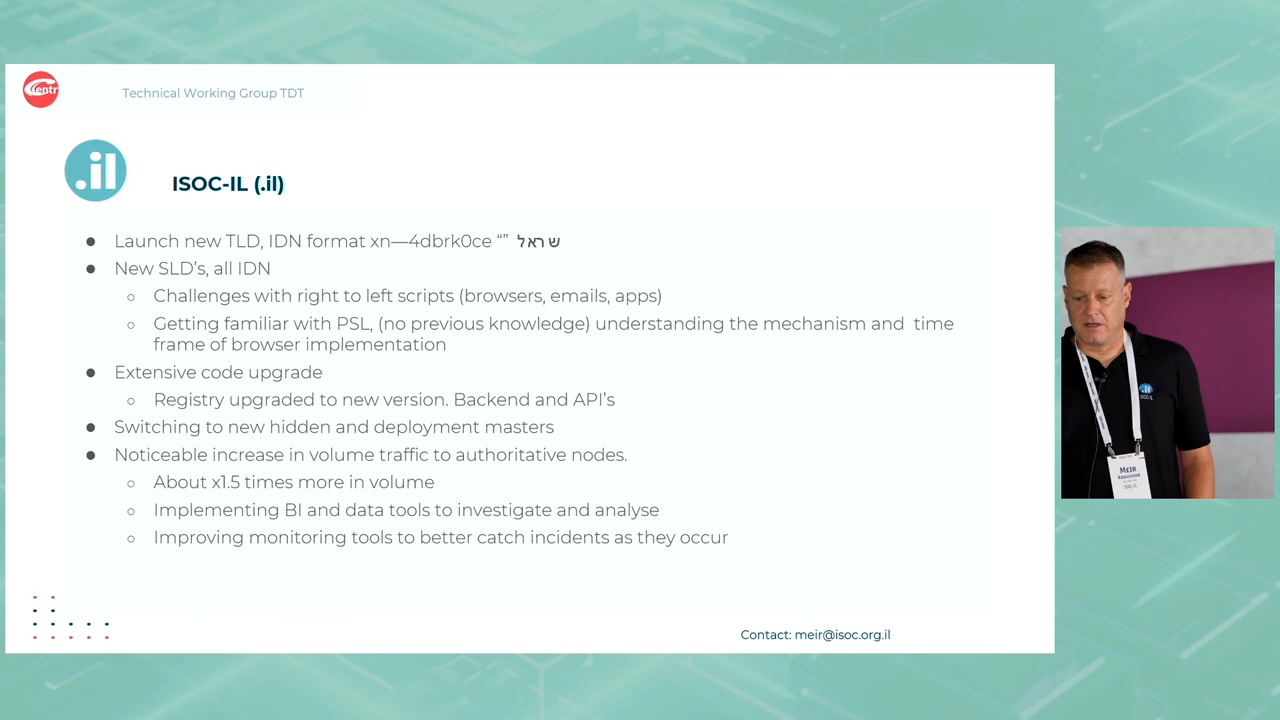 Centr
Technical Working Group TDT
.il
ISOC-IL (.il)
● Launch new TLD, IDN format xn—4dbrk0ce “” ש ראל
● New SLD’s, all IDN
○ Challenges with right to left scripts (browsers, emails, apps)
○ Getting familiar with PSL, (no previous knowledge) understanding the mechanism and time
frame of browser implementation
● Extensive code upgrade
○ Registry upgraded to new version. Backend and API’s
● Switching to new hidden and deployment masters
● Noticeable increase in volume traffic to authoritative nodes.
○ About x1.5 times more in volume
○ Implementing BI and data tools to investigate and analyse
○ Improving monitoring tools to better catch incidents as they occur
Contact: meir@isoc.org.il
.il
ISOC-IL
MEIR